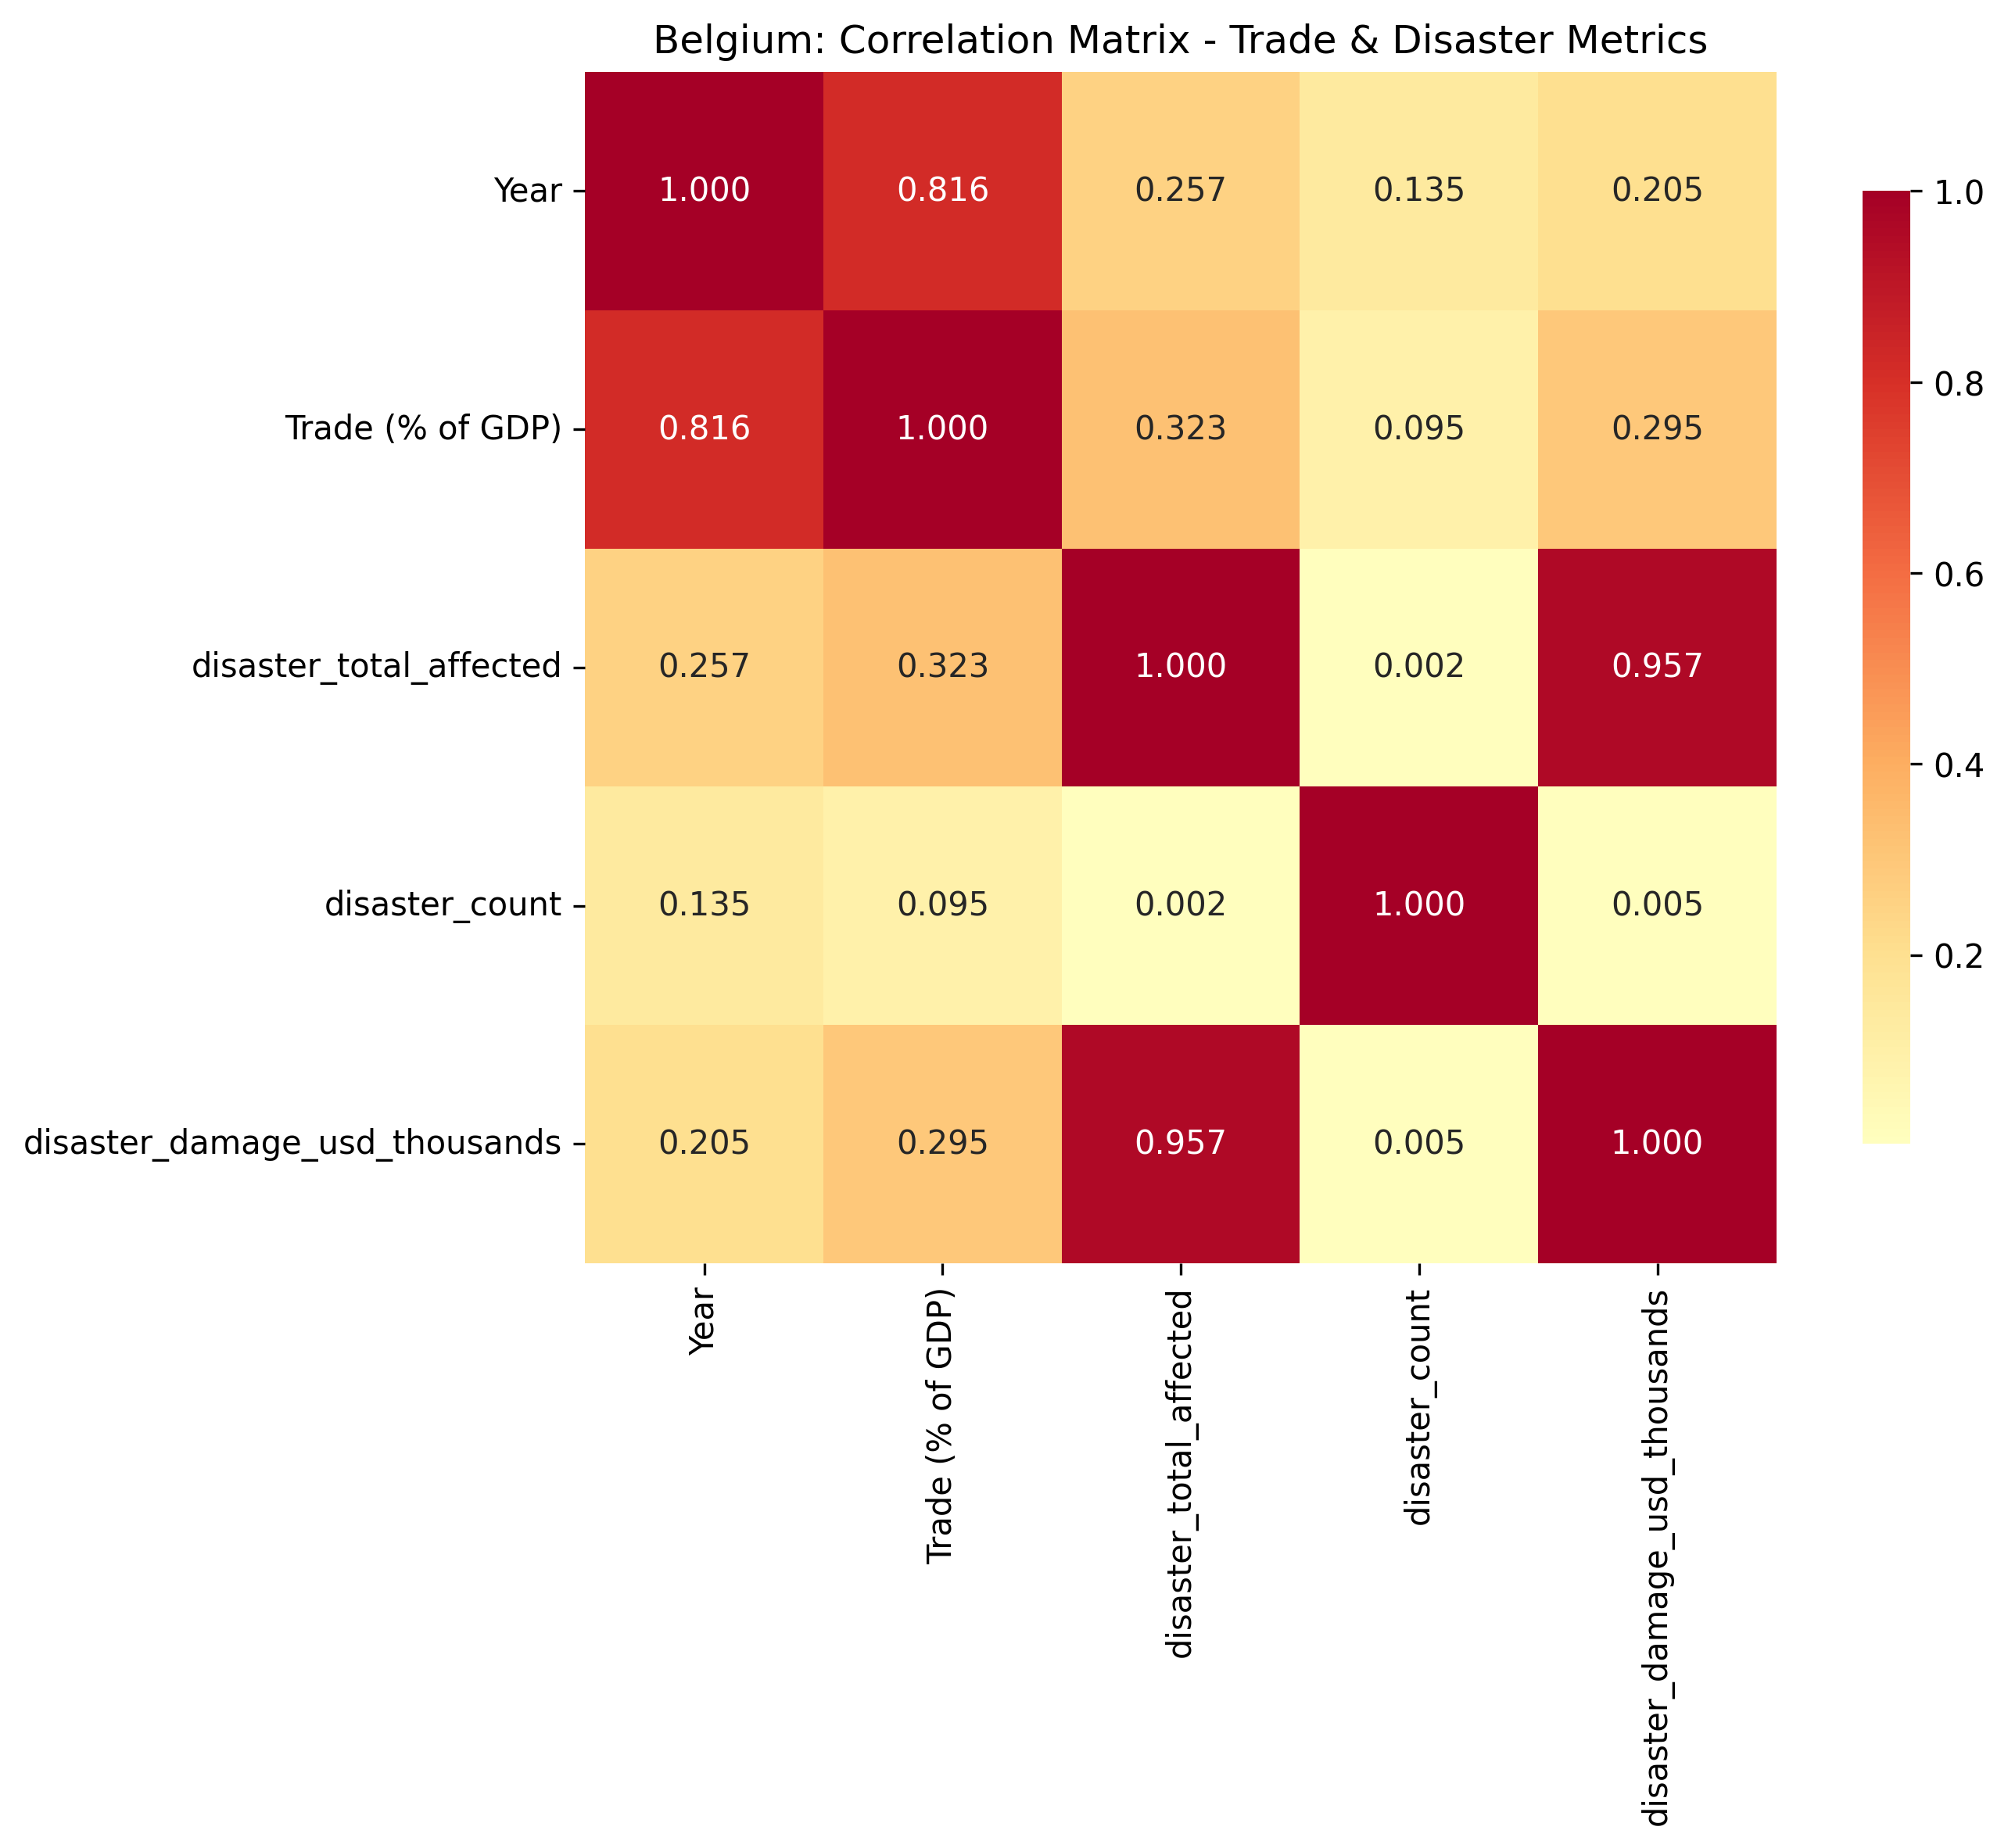 Belgium: Correlation Matrix - Trade & Disaster Metrics
Year 1.000 0.816 0.257 0.135 0.205
Trade (% of GDP) 0.816 1.000 0.323 0.095 0.295
disaster_total_affected 0.257 0.323 1.000 0.002 0.957
disaster_count 0.135 0.095 0.002 1.000 0.005
disaster_damage_usd_thousands 0.205 0.295 0.957 0.005 1.000
Year
Trade (% of GDP)
disaster_total_affected
disaster_count
disaster_damage_usd_thousands
1.0
0.8
0.6
0.4
0.2